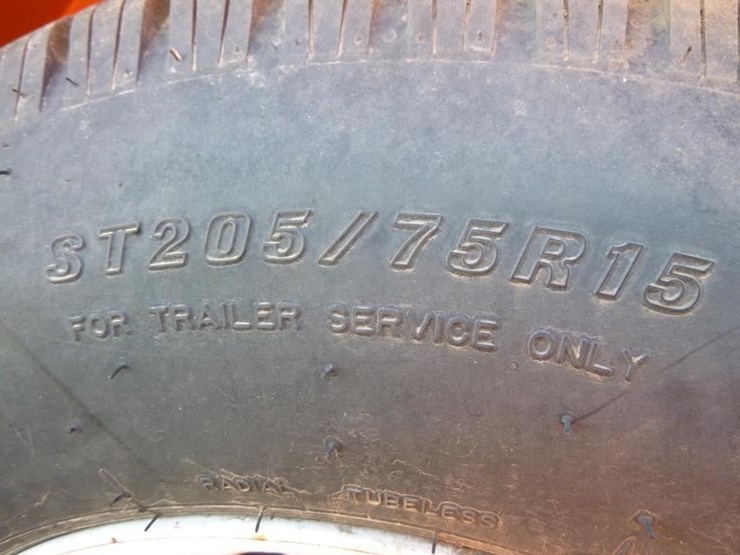 ST205/75R15
FOR TRAILER SERVICE ONLY
RADIAL TUBELESS